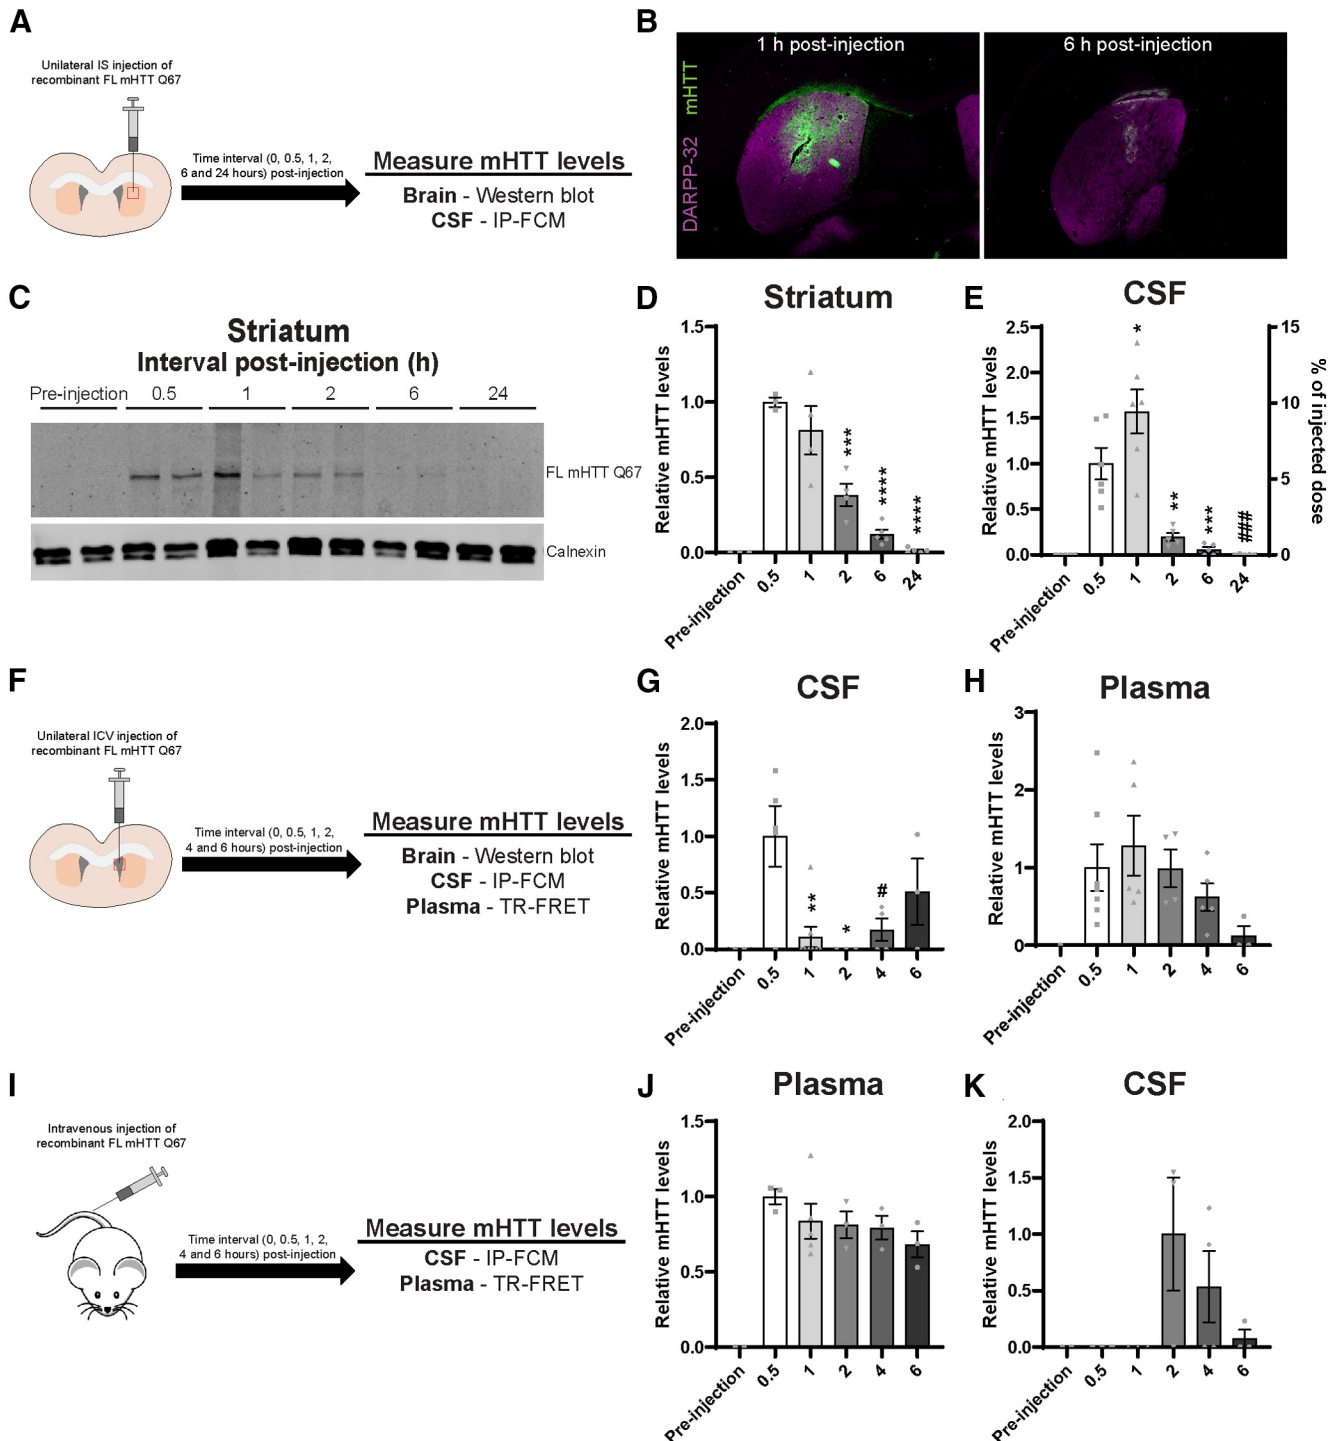 A
Unilateral IS injection of
recombinant FL mHTT Q67
Time interval (0, 0.5, 1, 2,
6 and 24 hours) post-injection
Measure mHTT levels
Brain - Western blot
CSF - IP-FCM
B
1 h post-injection
6 h post-injection
DARPP-32 mHTT
C
Striatum
Interval post-injection (h)
Pre-injection 0.5 1 2 6 24
FL mHTT Q67
Calnexin
D
Striatum
Relative mHTT levels
1.5
1.0
0.5
0.0
***
****
****
Pre-injection 0.5 1 2 6 24
E
CSF
Relative mHTT levels
2.5
2.0
1.5
1.0
0.5
0.0
*
**
***
###
15
10
5
0
% of injected dose
Pre-injection 0.5 1 2 6 24
F
Unilateral ICV injection of
recombinant FL mHTT Q67
Time interval (0, 0.5, 1, 2,
4 and 6 hours) post-injection
Measure mHTT levels
Brain - Western blot
CSF - IP-FCM
Plasma - TR-FRET
G
CSF
Relative mHTT levels
2.0
1.5
1.0
0.5
0.0
**
*
#
Pre-injection 0.5 1 2 4 6
H
Plasma
Relative mHTT levels
3
2
1
0
Pre-injection 0.5 1 2 4 6
I
Intravenous injection of
recombinant FL mHTT Q67
Time interval (0, 0.5, 1, 2,
4 and 6 hours) post-injection
Measure mHTT levels
CSF - IP-FCM
Plasma - TR-FRET
J
Plasma
Relative mHTT levels
1.5
1.0
0.5
0.0
Pre-injection 0.5 1 2 4 6
K
CSF
Relative mHTT levels
2.0
1.5
1.0
0.5
0.0
Pre-injection 0.5 1 2 4 6